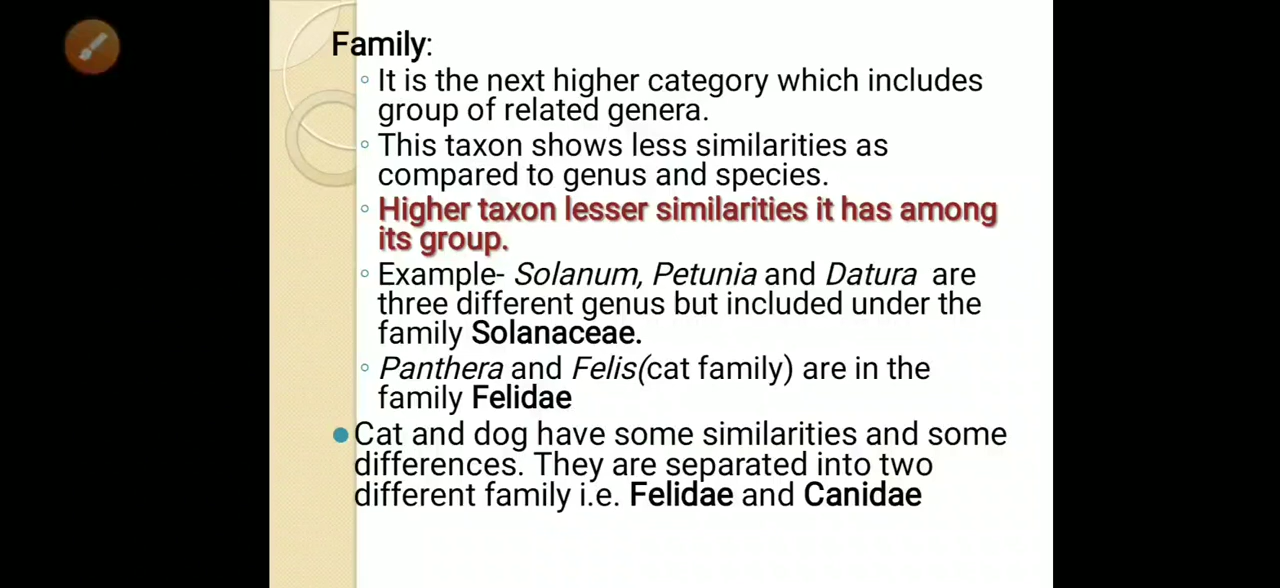 Family:
◦ It is the next higher category which includes
group of related genera.
◦ This taxon shows less similarities as
compared to genus and species.
◦ Higher taxon lesser similarities it has among
its group.
◦ Example- Solanum, Petunia and Datura are
three different genus but included under the
family Solanaceae.
◦ Panthera and Felis(cat family) are in the
family Felidae
● Cat and dog have some similarities and some
differences. They are separated into two
different family i.e. Felidae and Canidae